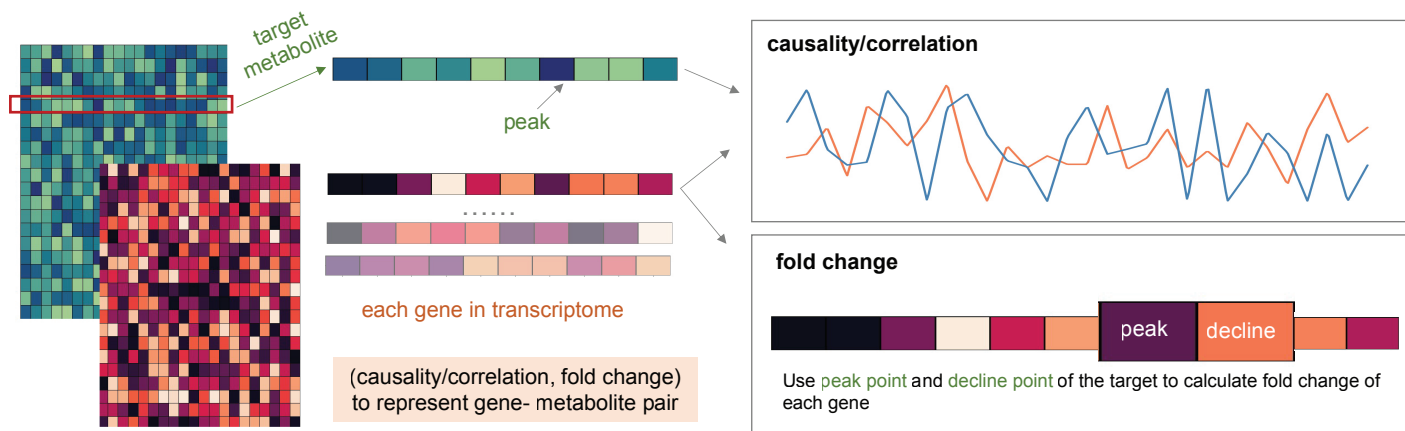 target
metabolite
peak
......
each gene in transcriptome
(causality/correlation, fold change)
to represent gene- metabolite pair
causality/correlation
fold change
peak
decline
Use peak point and decline point of the target to calculate fold change of
each gene